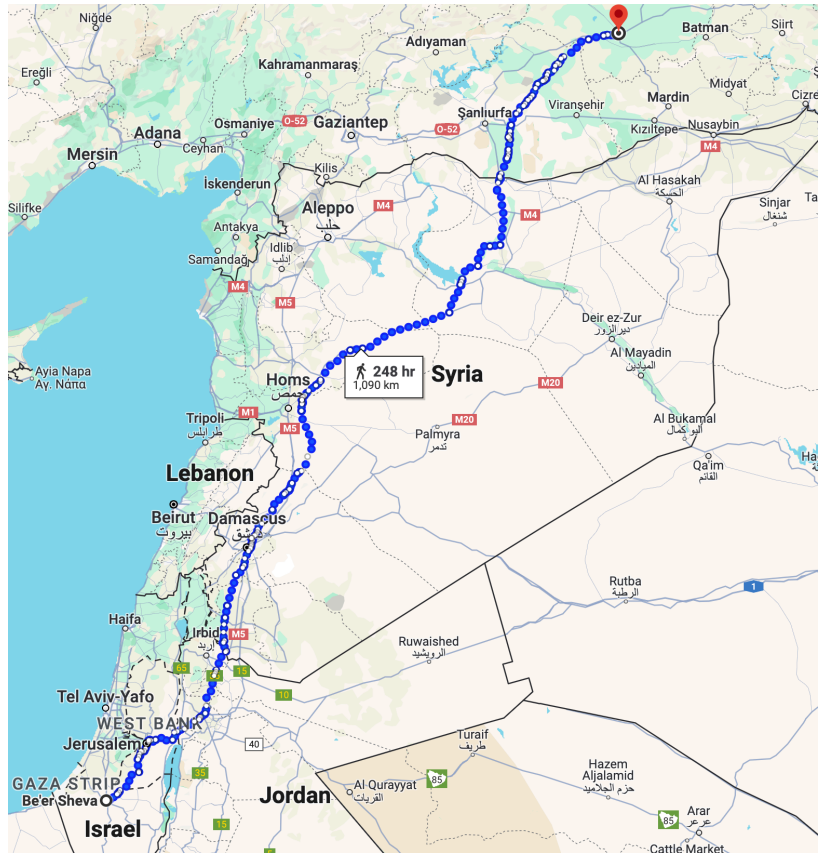 Niğde
Adıyaman
Batman
Siirt
Ereğli
Kahramanmaraş
Midyat
Şanlıurfa
Viranşehir
Mardin
Cizre
Adana
Osmaniye
O-52
Gaziantep
O-52
Ceyhan
Kızıltepe
Nusaybin
Mersin
M4
Kilis
İskenderun
Al Hasakah
الحسكة
Silifke
Aleppo
حلب
M4
M4
Sinjar
شنگال
Antakya
Idlib
إدلب
Samandağ
M4
M5
Deir ez-Zur
ديرالزور
Al Mayadin
الميادين
Ayia Napa
Αγ. Νάπα
248 hr
1,090 km
Syria
Homs
حمص
M20
M1
M5
M20
Al Bukamal
البو كمال
Tripoli
طرابلس
Palmyra
تدمر
Qa'im
القائم
Lebanon
Beirut
بيروت
Damascus
دمشق
Rutba
الرطبة
1
Haifa
Irbid
إربد
M5
Ruwaished
الرويشيد
65
15
10
Tel Aviv-Yafo
WEST BANK
Jerusalem
40
Turaif
طريف
GAZA STRIP
35
Be'er Sheva
Jordan
Al Qurayyat
القريات
85
Hazem
Aljalamid
حزم الجلاميد
Israel
15
85
Arar
عرعر
Cattle Market